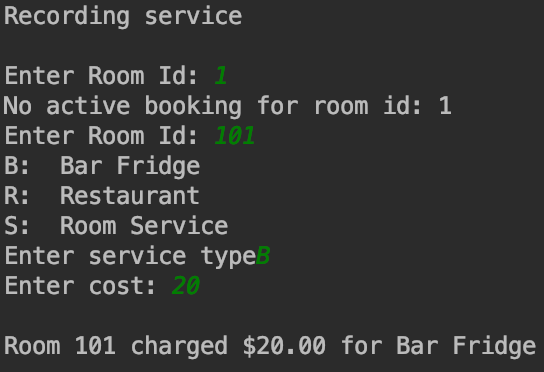 Recording service
Enter Room Id: 1
No active booking for room id: 1
Enter Room Id: 101
B:  Bar Fridge
R:  Restaurant
S:  Room Service
Enter service typeB
Enter cost: 20
Room 101 charged $20.00 for Bar Fridge